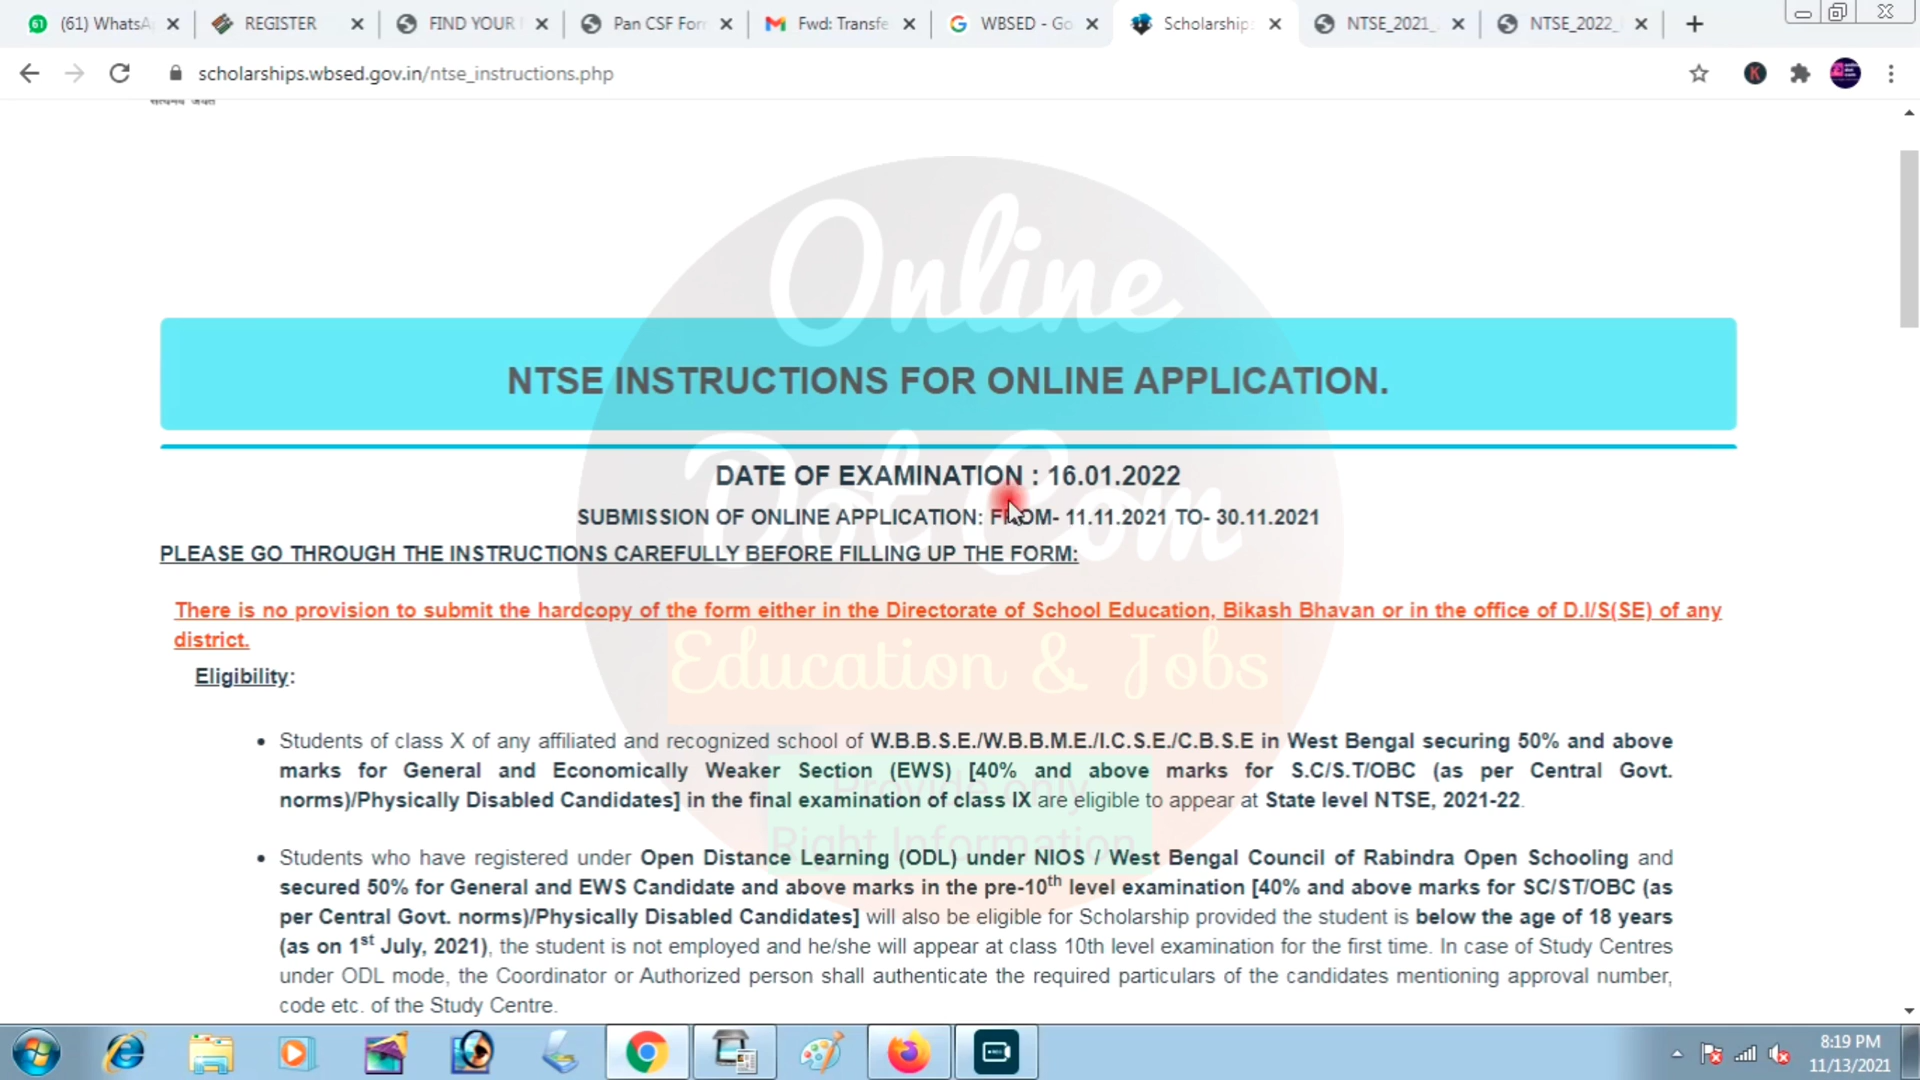 (61) WhatsA
REGISTER
FIND YOUR
Pan CSF For
Fwd: Transfe
WBSED - Go
Scholarship
NTSE_2021_
NTSE_2022_
scholarships.wbsed.gov.in/ntse_instructions.php
Online
NTSE INSTRUCTIONS FOR ONLINE APPLICATION.
Dot Com
DATE OF EXAMINATION : 16.01.2022
SUBMISSION OF ONLINE APPLICATION: FROM- 11.11.2021 TO- 30.11.2021
PLEASE GO THROUGH THE INSTRUCTIONS CAREFULLY BEFORE FILLING UP THE FORM:
There is no provision to submit the hardcopy of the form either in the Directorate of School Education, Bikash Bhavan or in the office of D.I/S(SE) of any
district.
Education & Jobs
Eligibility:
• Students of class X of any affiliated and recognized school of W.B.B.S.E./W.B.B.M.E./I.C.S.E./C.B.S.E in West Bengal securing 50% and above
marks for General and Economically Weaker Section (EWS) [40% and above marks for S.C/S.T/OBC (as per Central Govt.
norms)/Physically Disabled Candidates] in the final examination of class IX are eligible to appear at State level NTSE, 2021-22.
Provide only
Right Information
• Students who have registered under Open Distance Learning (ODL) under NIOS / West Bengal Council of Rabindra Open Schooling and
secured 50% for General and EWS Candidate and above marks in the pre-10th level examination [40% and above marks for SC/ST/OBC (as
per Central Govt. norms)/Physically Disabled Candidates] will also be eligible for Scholarship provided the student is below the age of 18 years
(as on 1st July, 2021), the student is not employed and he/she will appear at class 10th level examination for the first time. In case of Study Centres
under ODL mode, the Coordinator or Authorized person shall authenticate the required particulars of the candidates mentioning approval number,
code etc. of the Study Centre.
8:19 PM
11/13/2021